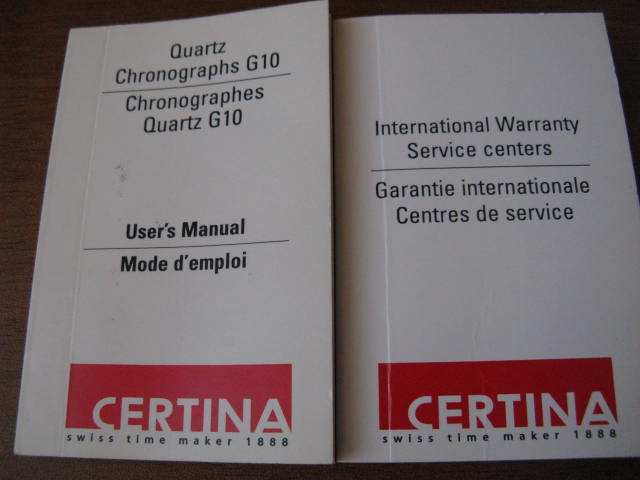 Quartz
Chronographs G10
Chronographes
Quartz G10
User's Manual
Mode d'emploi
CERTINA
swiss time maker 1888
International Warranty
Service centers
Garantie internationale
Centres de service
CERTINA
swiss time maker 1888